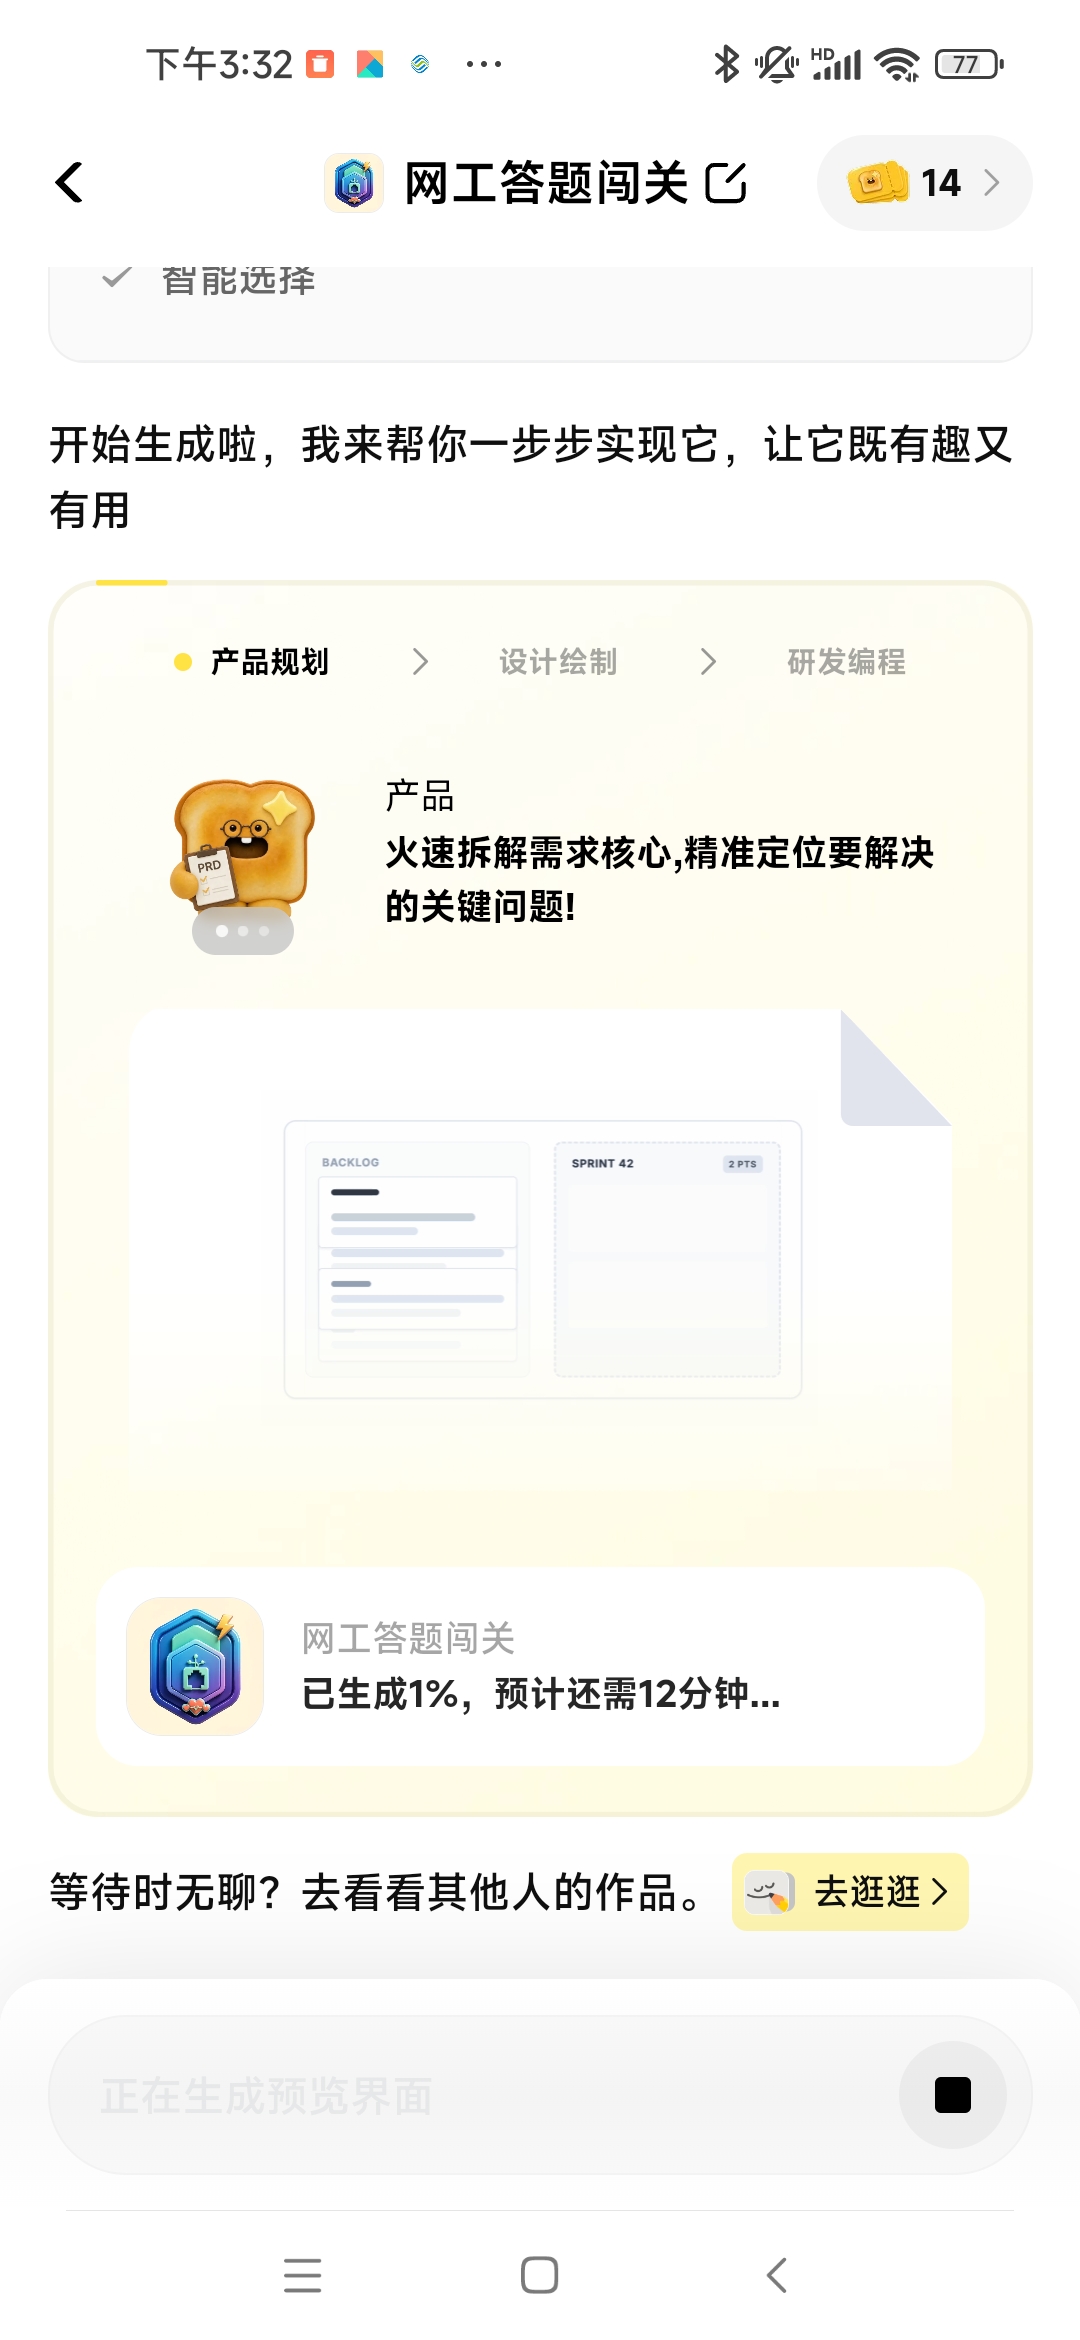 下午3:32
HD
77
网工答题闯关
14
智能选择
开始生成啦，我来帮你一步步实现它，让它既有趣又
有用
产品规划
设计绘制
研发编程
产品
火速拆解需求核心,精准定位要解决
的关键问题!
PRD
BACKLOG
SPRINT 42
2 PTS
网工答题闯关
已生成1%，预计还需12分钟...
等待时无聊？去看看其他人的作品。
去逛逛
正在生成预览界面